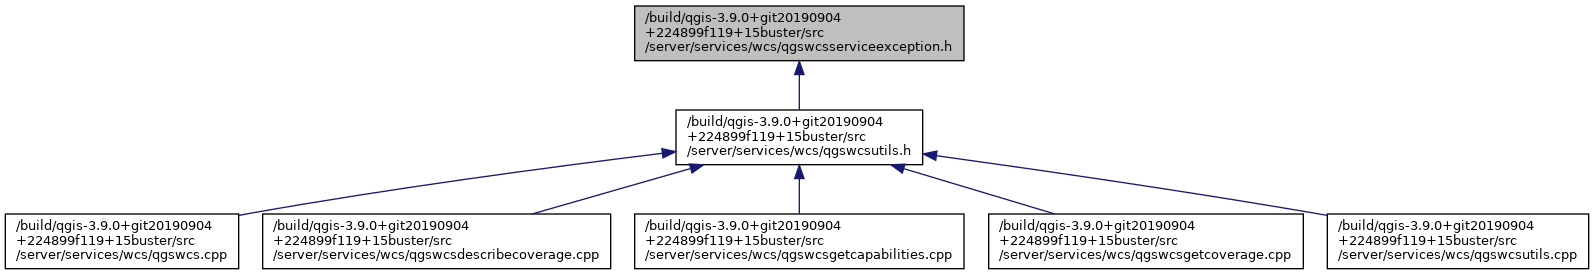 /build/qgis-3.9.0+git20190904
+224899f119+15buster/src
/server/services/wcs/qgswcsserviceexception.h
/build/qgis-3.9.0+git20190904
+224899f119+15buster/src
/server/services/wcs/qgswcsutils.h
/build/qgis-3.9.0+git20190904
+224899f119+15buster/src
/server/services/wcs/qgswcs.cpp
/build/qgis-3.9.0+git20190904
+224899f119+15buster/src
/server/services/wcs/qgswcsdescribecoverage.cpp
/build/qgis-3.9.0+git20190904
+224899f119+15buster/src
/server/services/wcs/qgswcsgetcapabilities.cpp
/build/qgis-3.9.0+git20190904
+224899f119+15buster/src
/server/services/wcs/qgswcsgetcoverage.cpp
/build/qgis-3.9.0+git20190904
+224899f119+15buster/src
/server/services/wcs/qgswcsutils.cpp